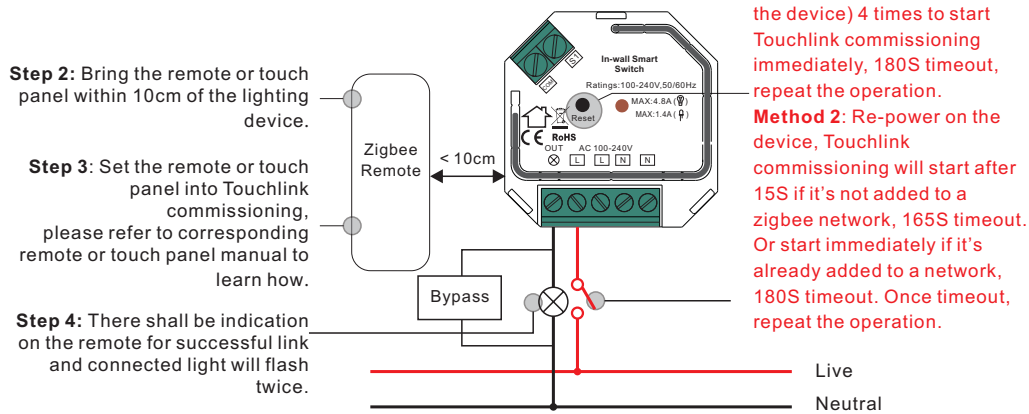 Step 2: Bring the remote or touch
panel within 10cm of the lighting
device.
Step 3: Set the remote or touch
panel into Touchlink
commissioning,
please refer to corresponding
remote or touch panel manual to
learn how.
Step 4: There shall be indication
on the remote for successful link
and connected light will flash
twice.
Zigbee
Remote
< 10cm
Bypass
S1
COM
In-wall Smart
Switch
Ratings:100-240V,50/60Hz
MAX:4.8A
MAX:1.4A
Reset
CE
RoHS
OUT AC 100-240V
L L N N
the device) 4 times to start
Touchlink commissioning
immediately, 180S timeout,
repeat the operation.
Method 2: Re-power on the
device, Touchlink
commissioning will start after
15S if it’s not added to a
zigbee network, 165S timeout.
Or start immediately if it’s
already added to a network,
180S timeout. Once timeout,
repeat the operation.
Live
Neutral